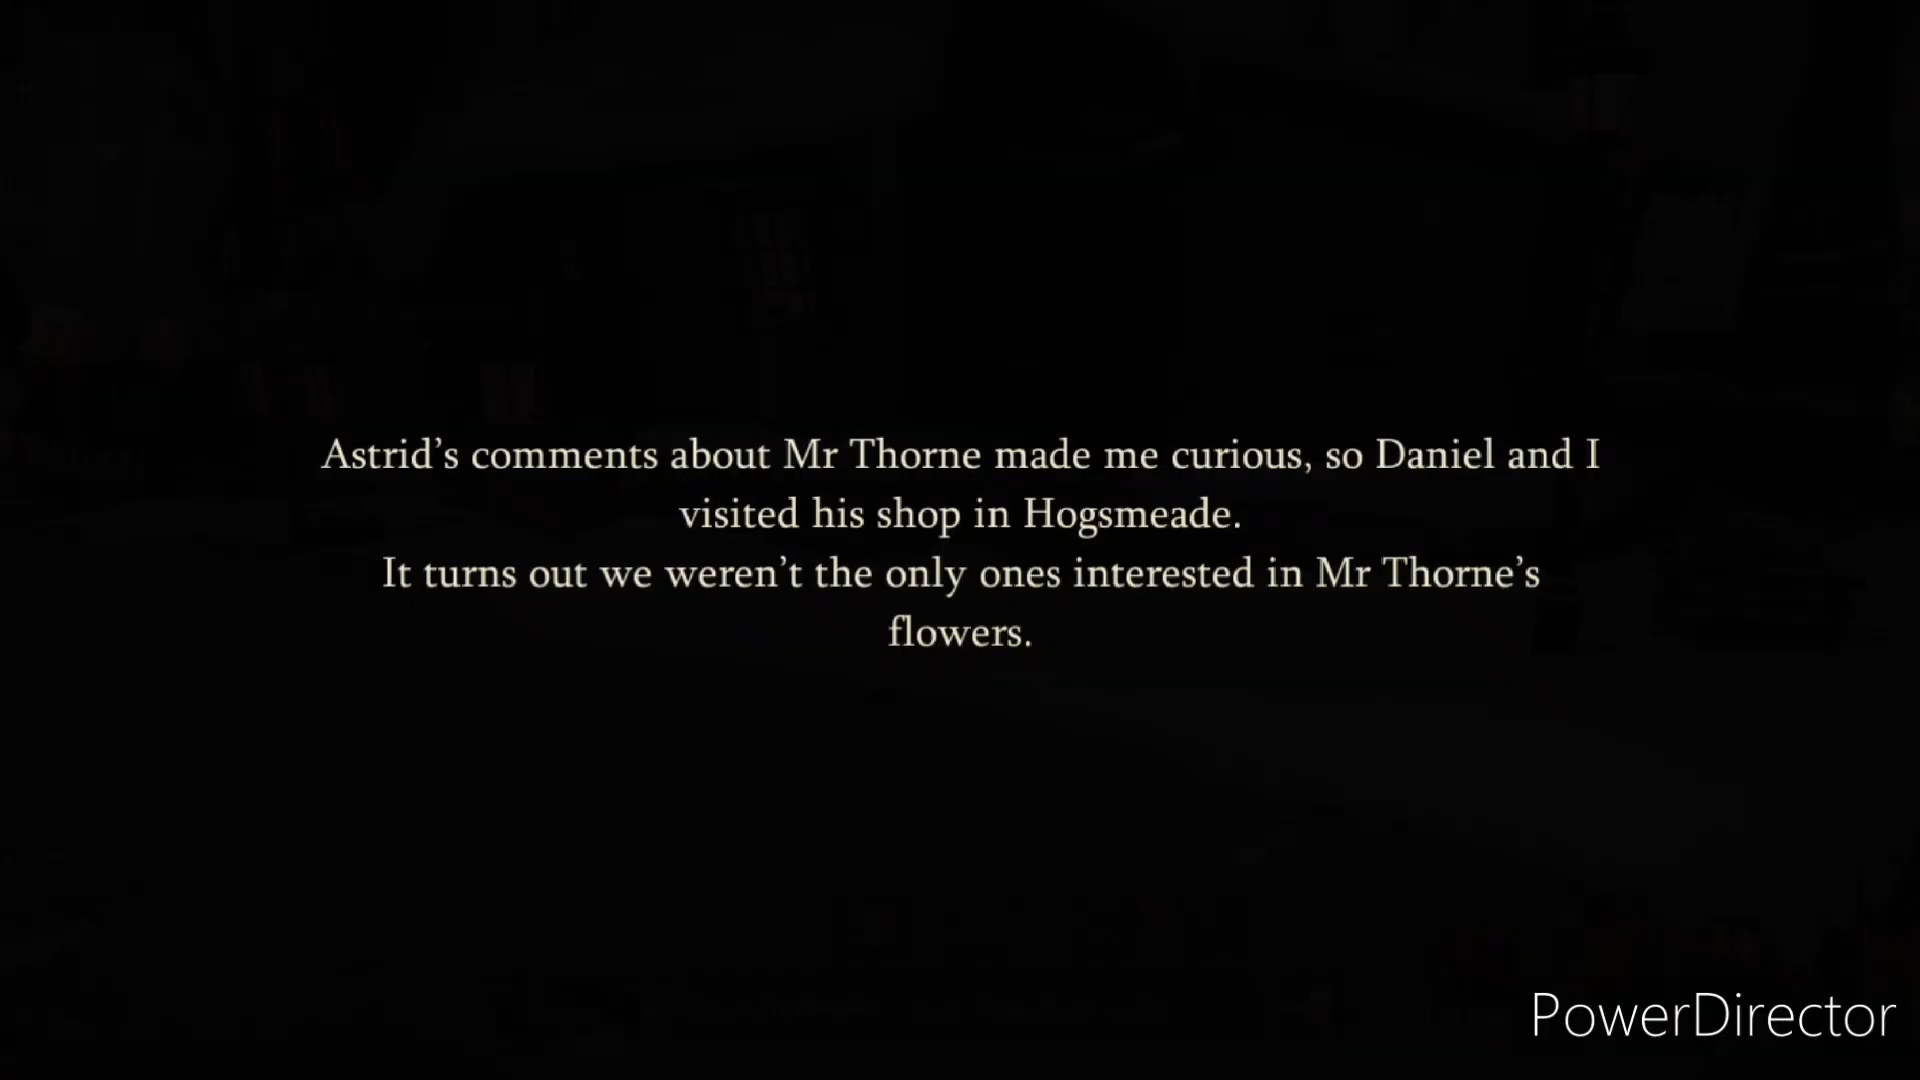 Astrid’s comments about Mr Thorne made me curious, so Daniel and I
visited his shop in Hogsmeade.
It turns out we weren’t the only ones interested in Mr Thorne’s
flowers.
PowerDirector